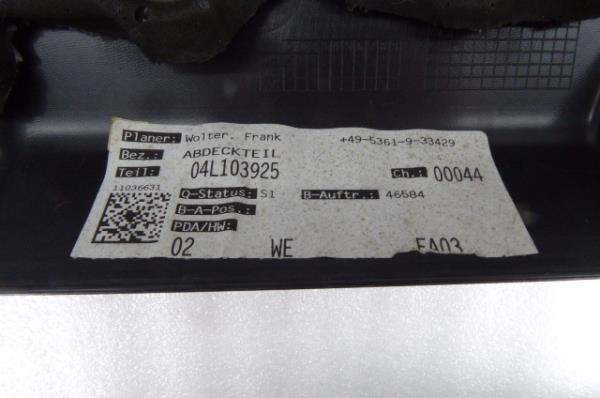 Planer: Wolter, Frank +49-5361-9-33429
Bez.: ABDECKTEIL
Teil: 04L103925 Ch.: 00044
11036631
Q-Status: S1 B-Auftr.: 46584
B-A-Pos.:
PDA/HW:
02 WE EA03